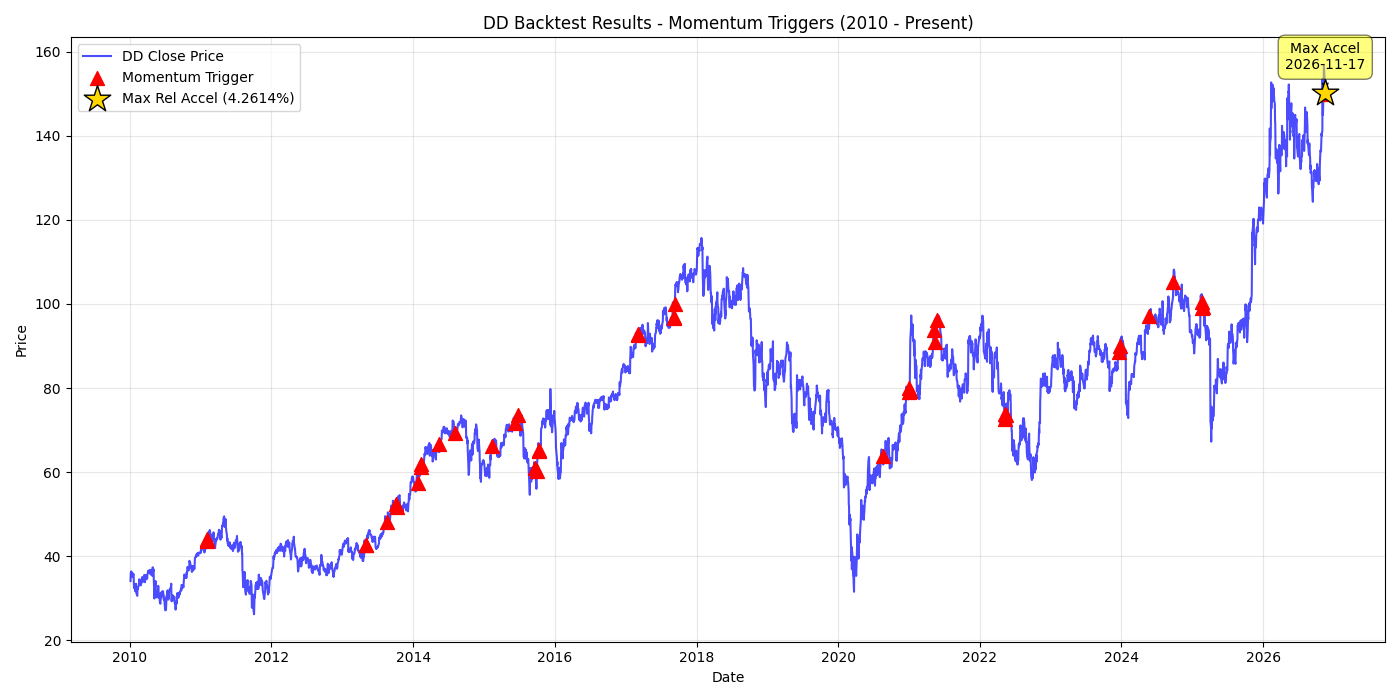 DD Backtest Results - Momentum Triggers (2010 - Present)
DD Close Price
Momentum Trigger
Max Rel Accel (4.2614%)
Max Accel
2026-11-17
Price
160
140
120
100
80
60
40
20
2010 2012 2014 2016 2018 2020 2022 2024 2026
Date